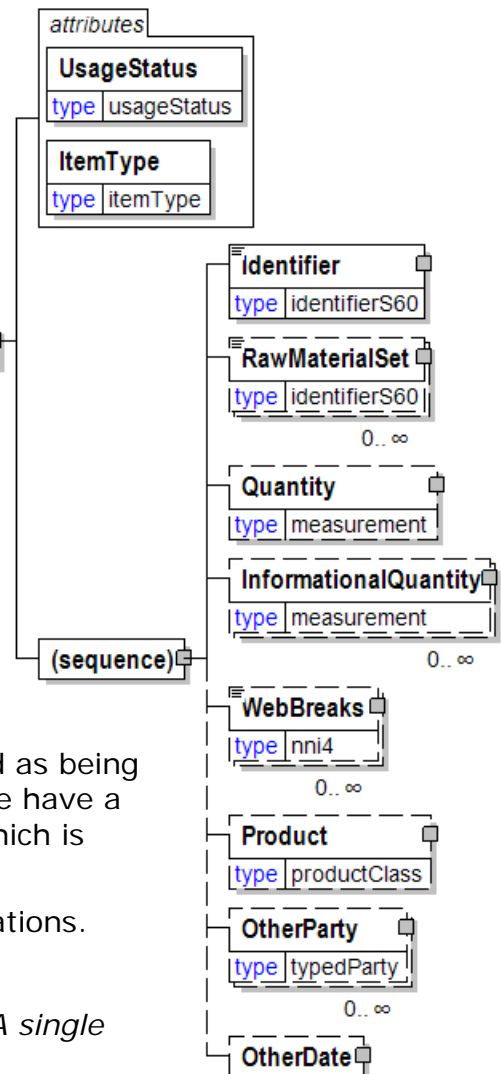 attributes
UsageStatus
type usageStatus
ItemType
type itemType
Identifier
type identifierS60
RawMaterialSet
type identifierS60
0.. ∞
Quantity
type measurement
InformationalQuantity
type measurement
0.. ∞
(sequence)
WebBreaks
type nni4
0.. ∞
Product
type productClass
OtherParty
type typedParty
0.. ∞
OtherDate
d as being
e have a
hich is
ations.
A single